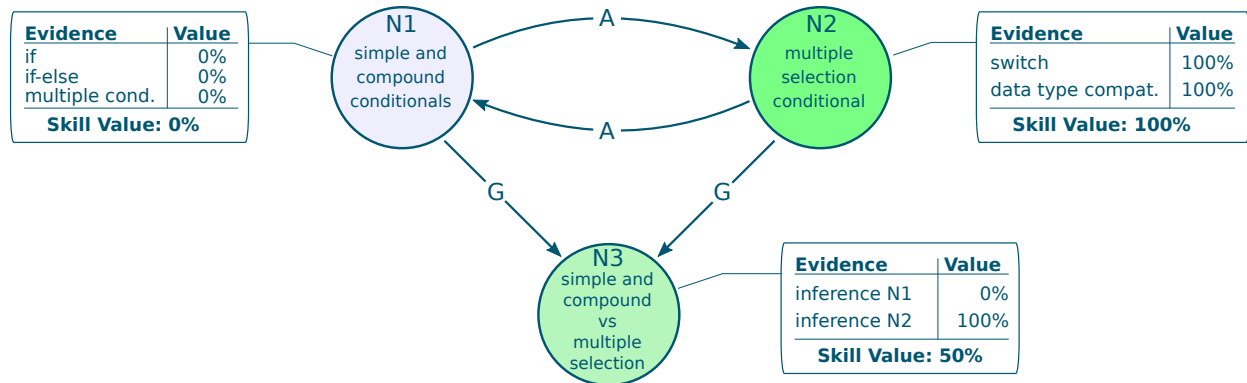 Evidence Value
if 0%
if-else 0%
multiple cond. 0%
Skill Value: 0%
N1
simple and
compound
conditionals
A
A
N2
multiple
selection
conditional
Evidence Value
switch 100%
data type compat. 100%
Skill Value: 100%
G
G
N3
simple and
compound
vs
multiple
selection
Evidence Value
inference N1 0%
inference N2 100%
Skill Value: 50%